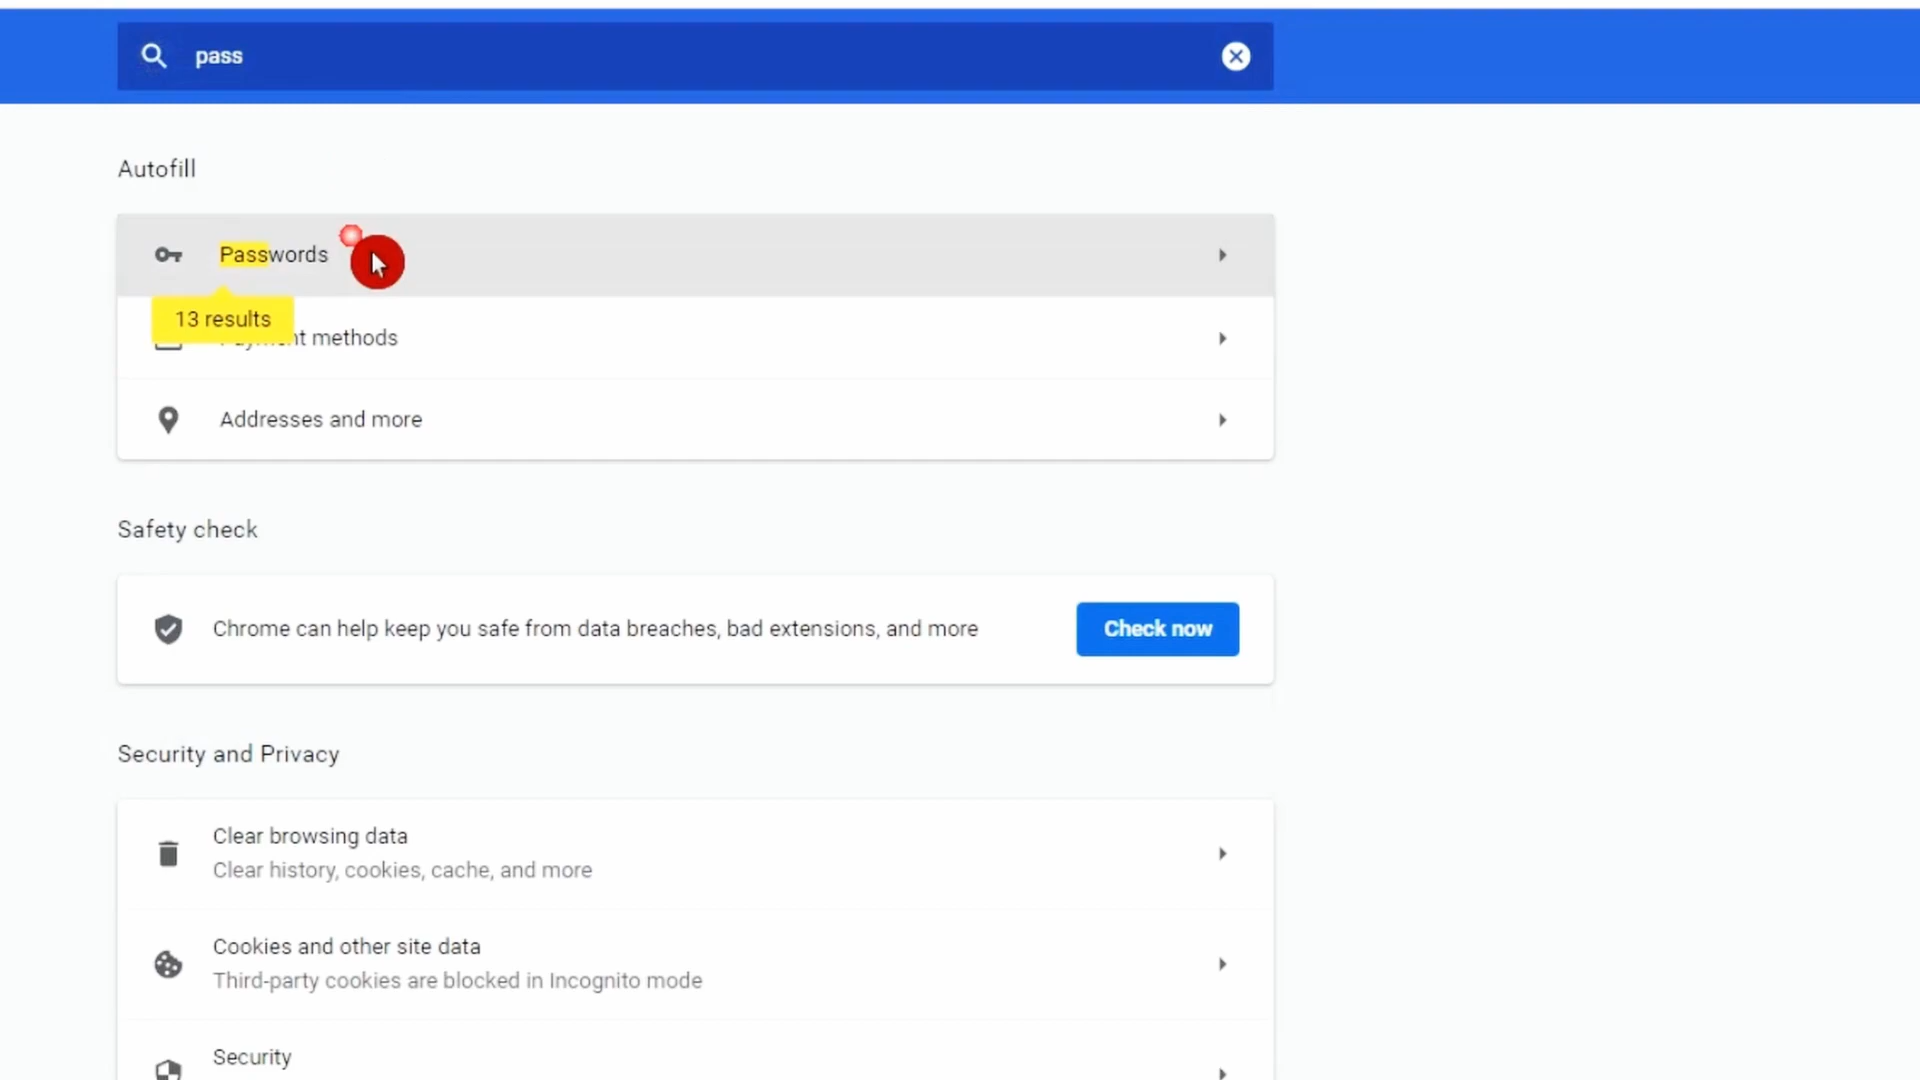 pass
Autofill
Passwords
13 results
methods
Addresses and more
Safety check
Chrome can help keep you safe from data breaches, bad extensions, and more
Check now
Security and Privacy
Clear browsing data
Clear history, cookies, cache, and more
Cookies and other site data
Third-party cookies are blocked in Incognito mode
Security